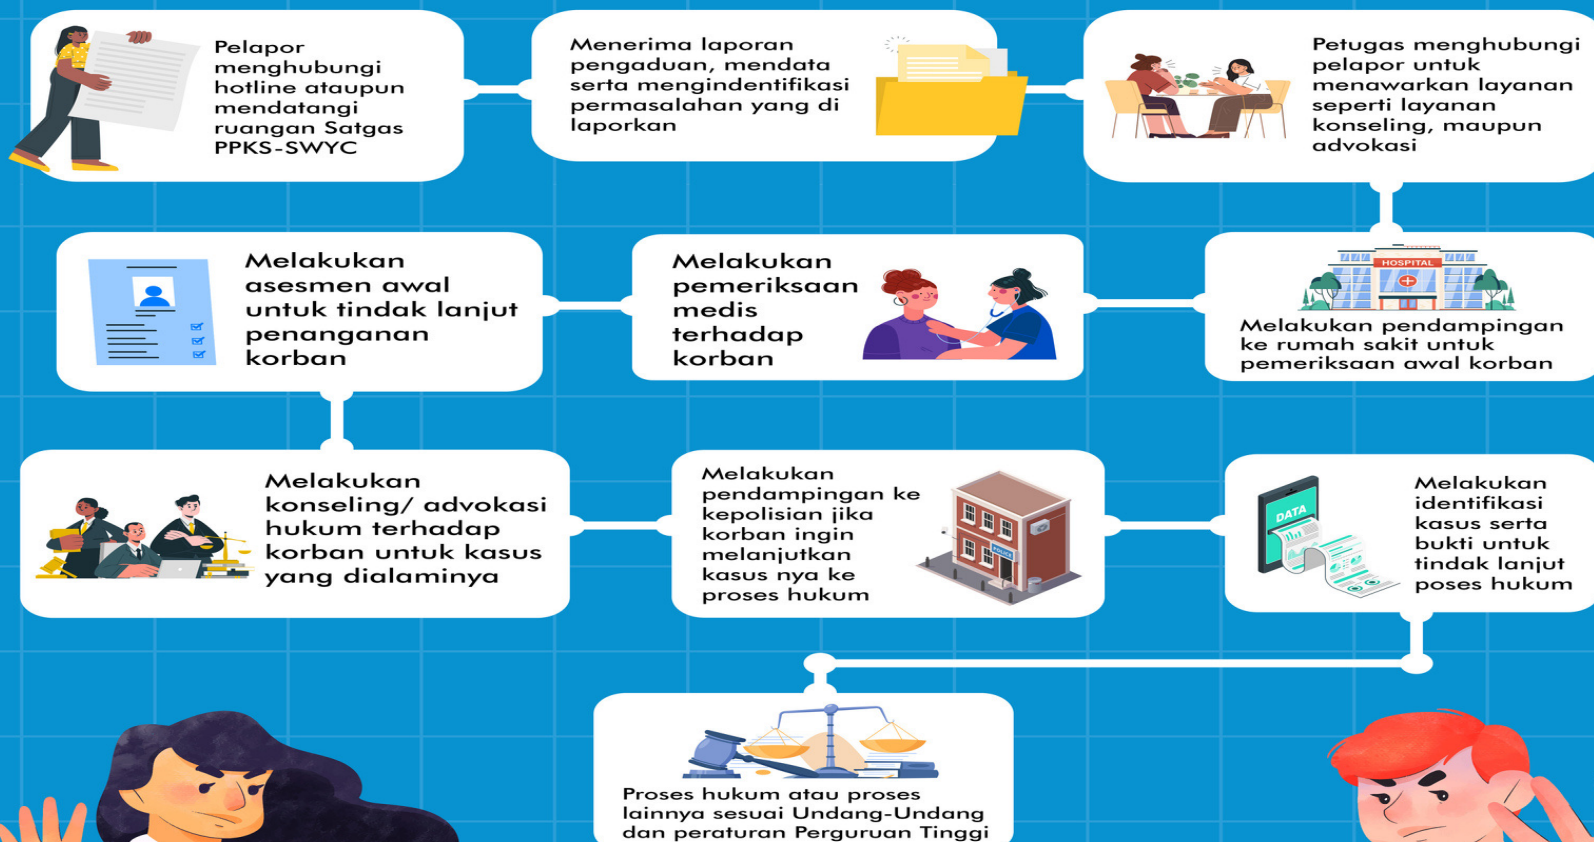 Pelapor
menghubungi
hotline ataupun
mendatangi
ruangan Satgas
PPKS-SWYC
Menerima laporan
pengaduan, mendata
serta mengindentifikasi
permasalahan yang di
laporkan
Petugas menghubungi
pelapor untuk
menawarkan layanan
seperti layanan
konseling, maupun
advokasi
HOSPITAL
Melakukan pendampingan
ke rumah sakit untuk
pemeriksaan awal korban
Melakukan
pemeriksaan
medis
terhadap
korban
Melakukan
asesmen awal
untuk tindak lanjut
penanganan
korban
Melakukan
konseling/ advokasi
hukum terhadap
korban untuk kasus
yang dialaminya
Melakukan
pendampingan ke
kepolisian jika
korban ingin
melanjutkan
kasus nya ke
proses hukum
POLICE
DATA
Melakukan
identifikasi
kasus serta
bukti untuk
tindak lanjut
poses hukum
Proses hukum atau proses
lainnya sesuai Undang-Undang
dan peraturan Perguruan Tinggi